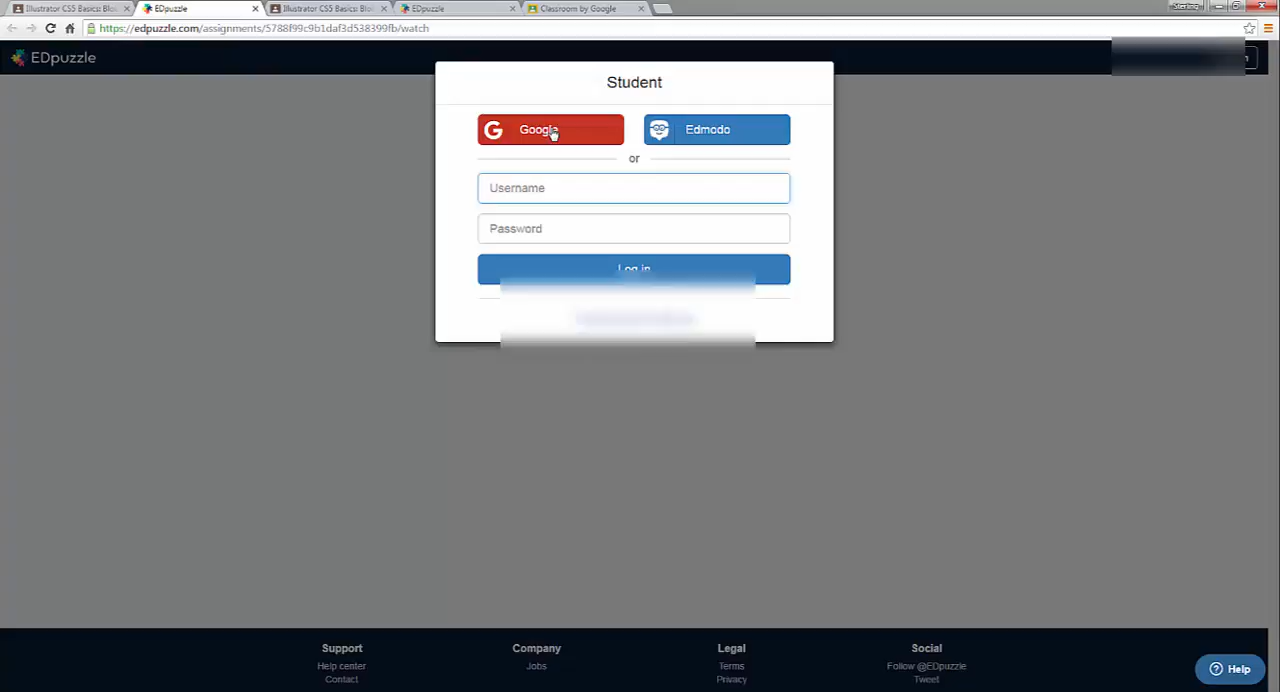 Illustrator CS5 Basics: Blo
EDpuzzle
Illustrator CS5 Basics: Blo
EDpuzzle
Classroom by Google
Sterling
https://edpuzzle.com/assignments/5788f99c9b1daf3d538399fb/watch
EDpuzzle
Student
Google
Edmodo
or
Username
Password
Log in
Support
Company
Legal
Social
Help center
Jobs
Terms
Follow @EDpuzzle
Contact
Privacy
Tweet
Help